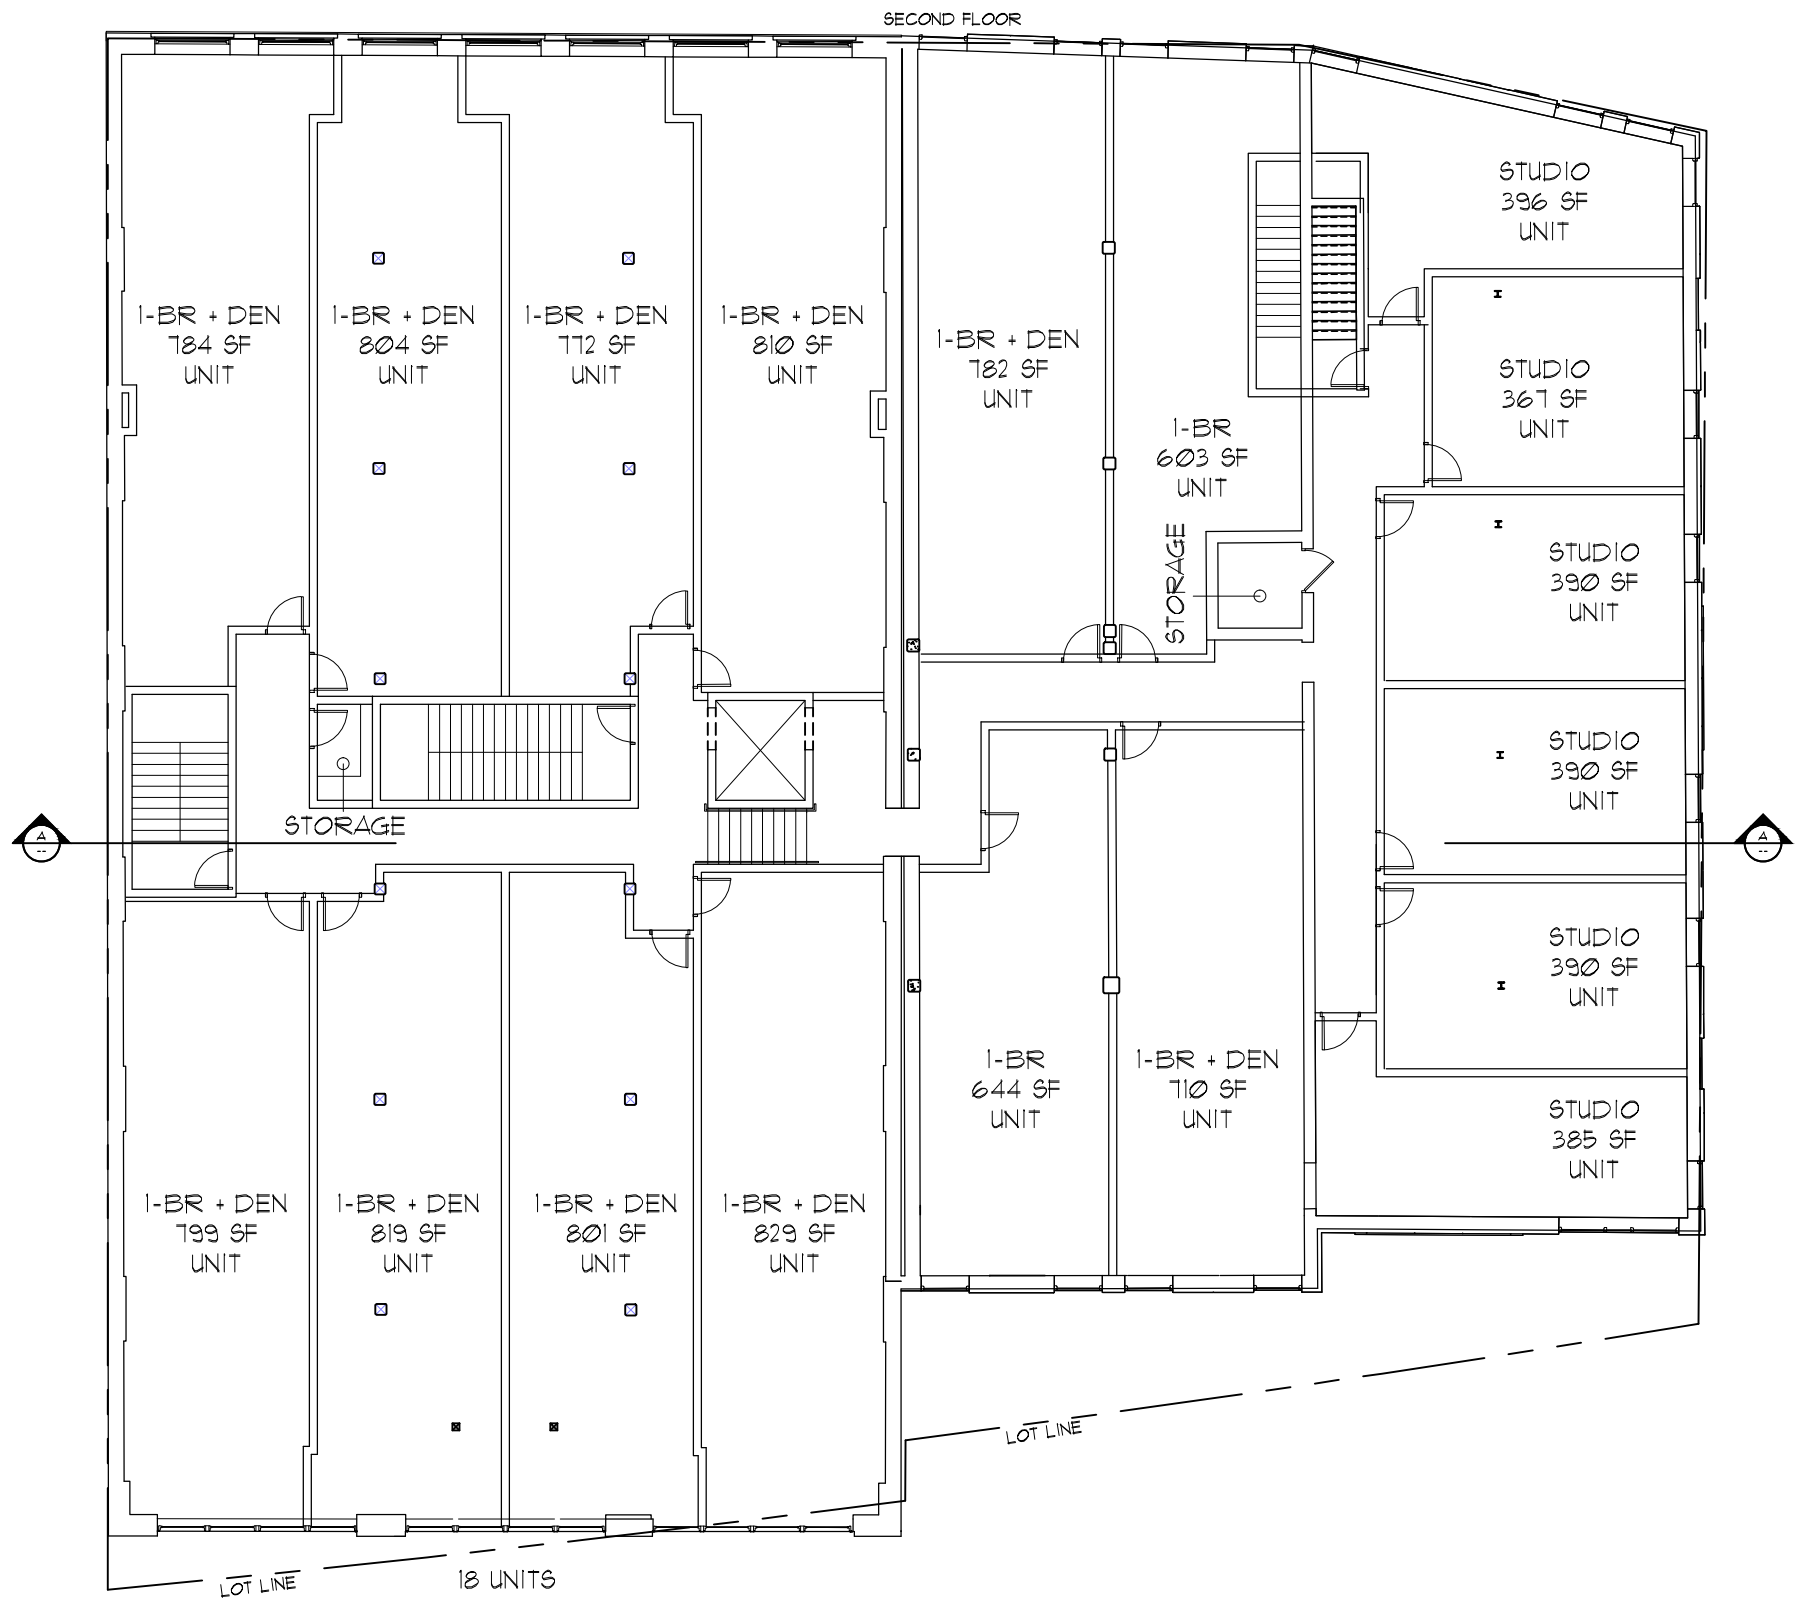 SECOND FLOOR
STUDIO
396 SF
UNIT
1-BR + DEN
784 SF
UNIT
1-BR + DEN
804 SF
UNIT
1-BR + DEN
772 SF
UNIT
1-BR + DEN
810 SF
UNIT
1-BR + DEN
782 SF
UNIT
1-BR
603 SF
UNIT
STUDIO
367 SF
UNIT
STORAGE
STUDIO
390 SF
UNIT
STUDIO
390 SF
UNIT
STORAGE
A
--
A
--
STUDIO
390 SF
UNIT
1-BR
644 SF
UNIT
1-BR + DEN
710 SF
UNIT
STUDIO
385 SF
UNIT
1-BR + DEN
799 SF
UNIT
1-BR + DEN
819 SF
UNIT
1-BR + DEN
801 SF
UNIT
1-BR + DEN
829 SF
UNIT
LOT LINE
LOT LINE
18 UNITS